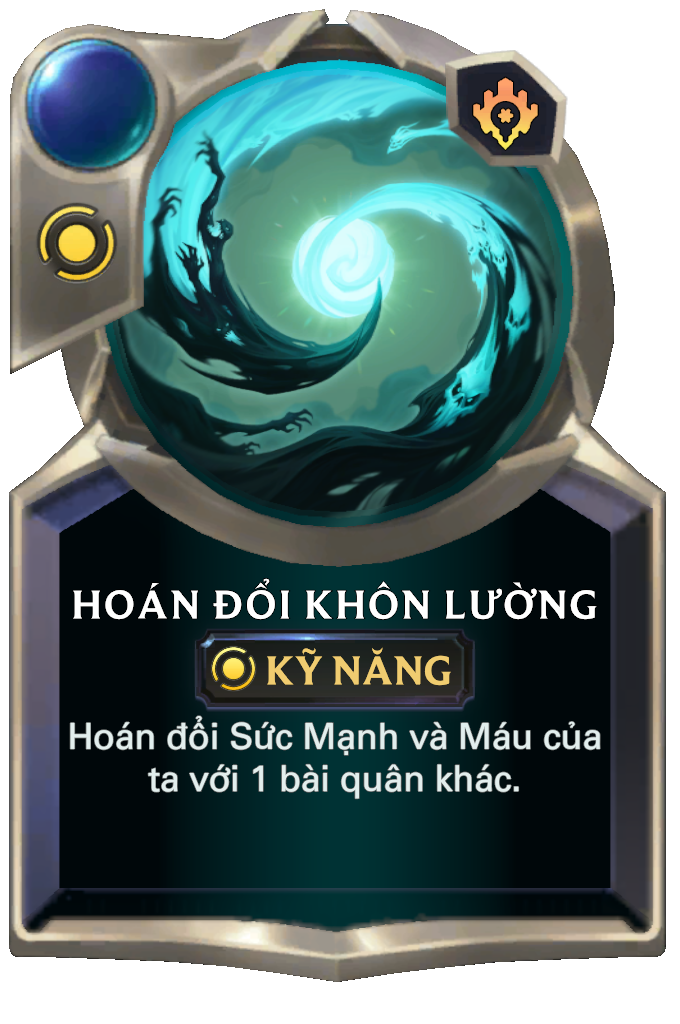 HOÁN ĐỔI KHÔN LƯỜNG
KỸ NĂNG
Hoán đổi Sức Mạnh và Máu của
ta với 1 bài quân khác.